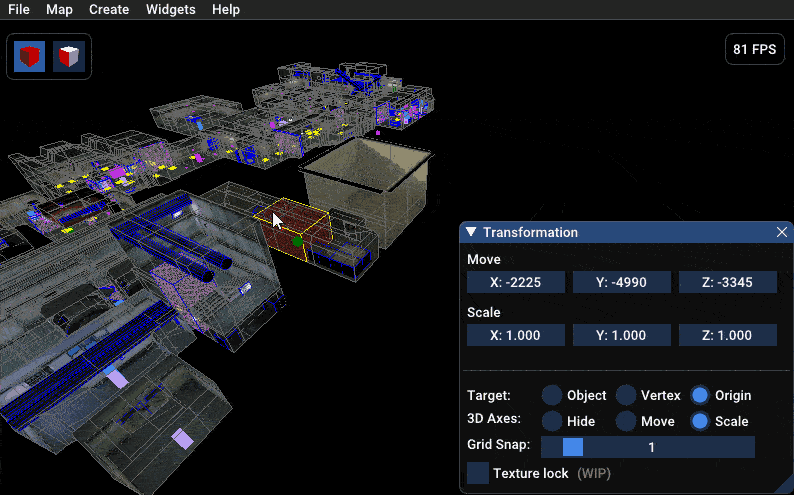 File Map Create Widgets Help
81 FPS
Transformation
Move
X: -2225 Y: -4990 Z: -3345
Scale
X: 1.000 Y: 1.000 Z: 1.000
Target: Object Vertex Origin
3D Axes: Hide Move Scale
Grid Snap: 1
Texture lock (WIP)